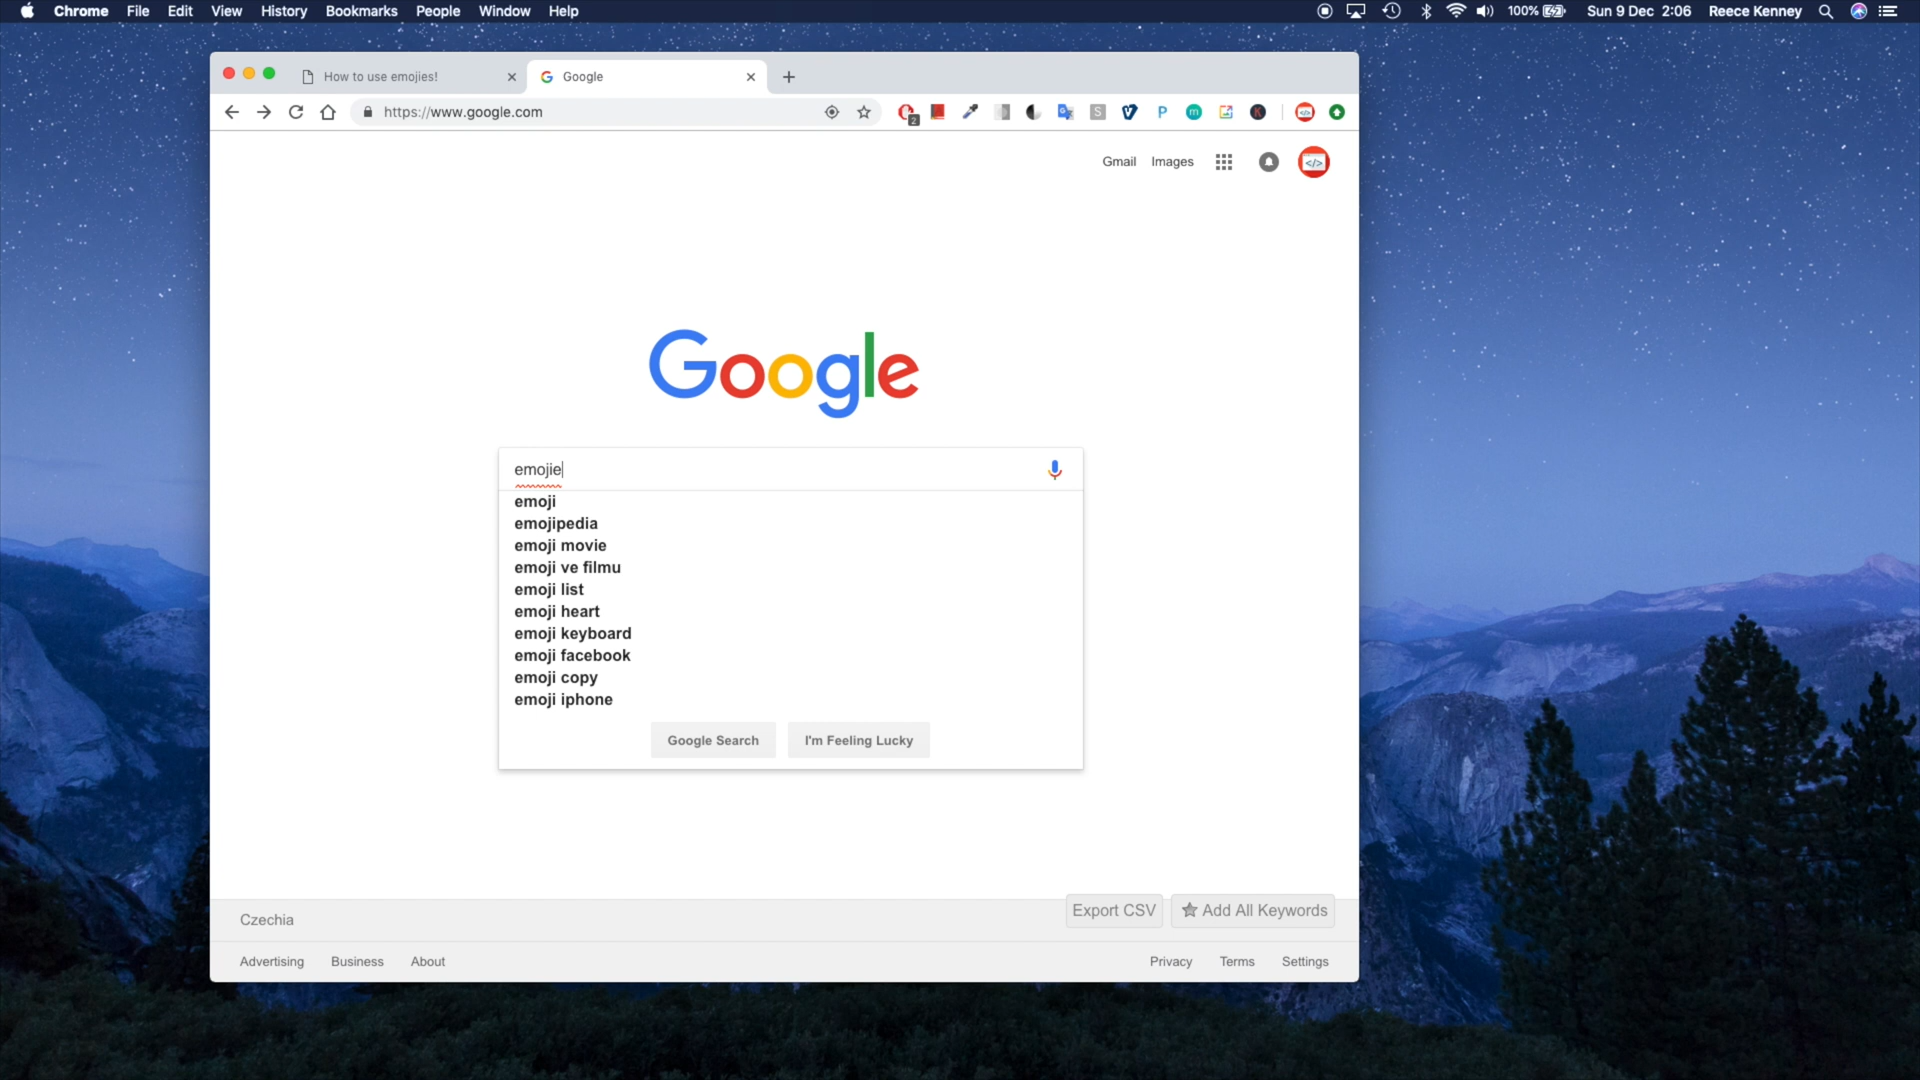 Chrome File Edit View History Bookmarks People Window Help 100% Sun 9 Dec 2:06 Reece Kenney
How to use emojies! Google
https://www.google.com
2 S P m K </>
Gmail Images </>
Google
emojie
emoji
emojipedia
emoji movie
emoji ve filmu
emoji list
emoji heart
emoji keyboard
emoji facebook
emoji copy
emoji iphone
Google Search I'm Feeling Lucky
Export CSV Add All Keywords
Czechia
Advertising Business About Privacy Terms Settings